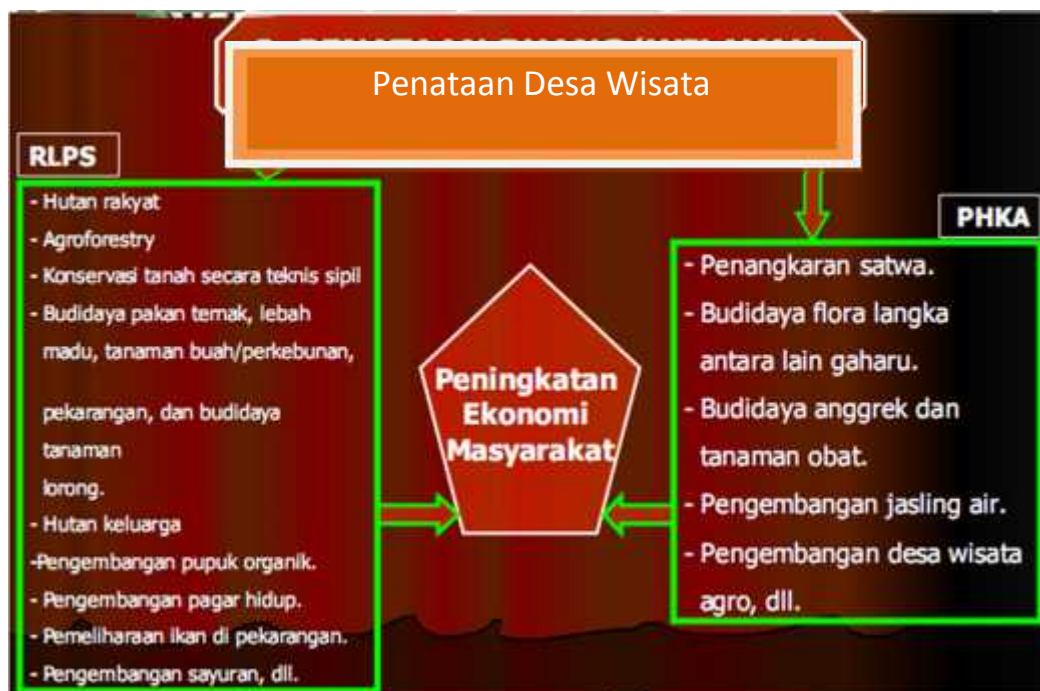 Penataan Desa Wisata
RLPS
- Hutan rakyat
- Agroforestry
- Konservasi tanah secara teknis sipil
- Budidaya pakan ternak, lebah
madu, tanaman buah/perkebunan,
pekarangan, dan budidaya
tanaman
lorong.
- Hutan keluarga
-Pengembangan pupuk organik.
- Pengembangan pagar hidup.
- Pemeliharaan ikan di pekarangan.
- Pengembangan sayuran, dll.
Peningkatan
Ekonomi
Masyarakat
PHKA
- Penangkaran satwa.
- Budidaya flora langka
antara lain gaharu.
- Budidaya anggrek dan
tanaman obat.
- Pengembangan jasling air.
- Pengembangan desa wisata
agro, dll.